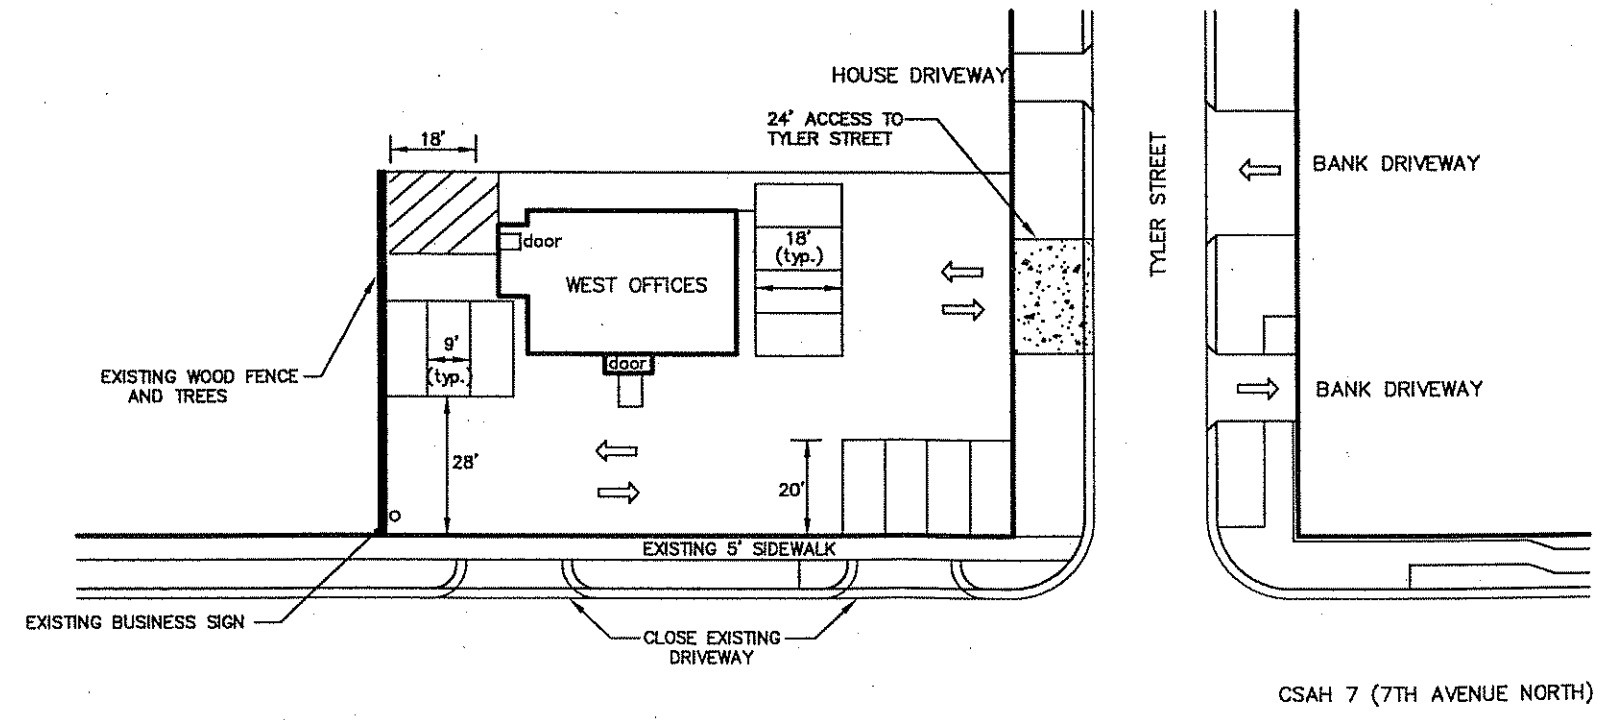 HOUSE DRIVEWAY
24' ACCESS TO
TYLER STREET
18'
TYLER STREET
BANK DRIVEWAY
door
18'
(typ.)
WEST OFFICES
9'
(typ.)
door
EXISTING WOOD FENCE
AND TREES
BANK DRIVEWAY
28'
20'
EXISTING 5' SIDEWALK
EXISTING BUSINESS SIGN
CLOSE EXISTING
DRIVEWAY
CSAH 7 (7TH AVENUE NORTH)